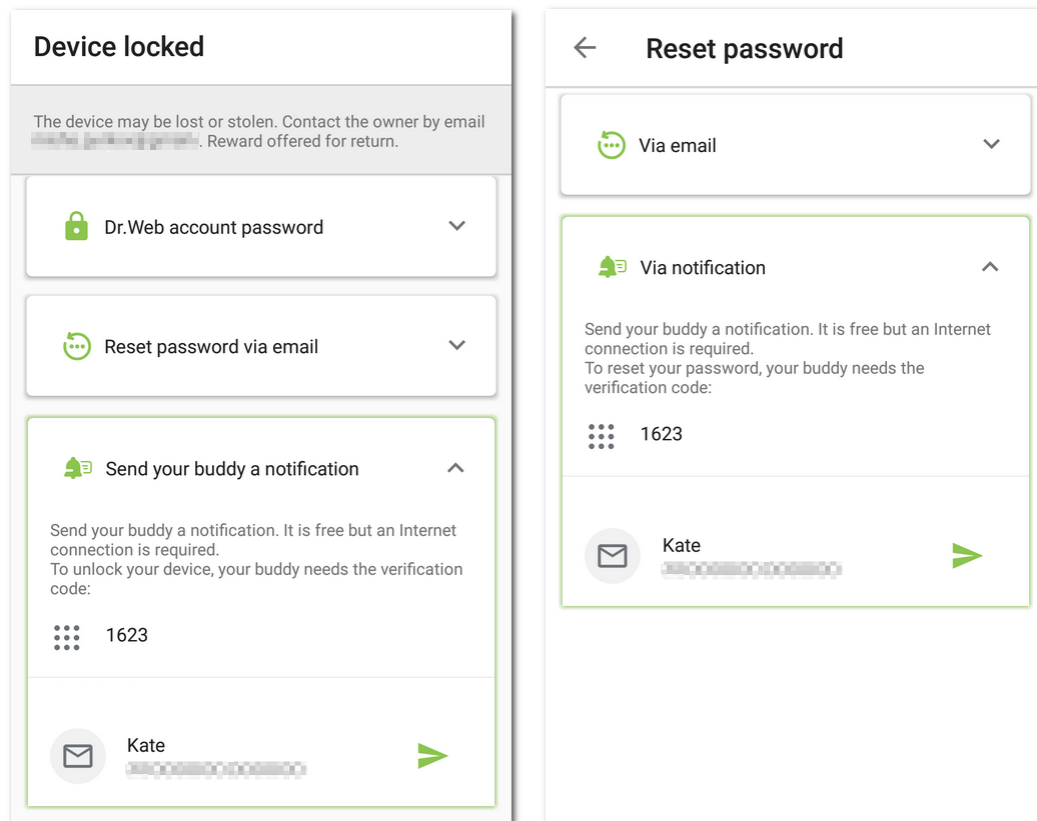 Device locked
The device may be lost or stolen. Contact the owner by email
. Reward offered for return.
Dr.Web account password
Reset password via email
Send your buddy a notification
Send your buddy a notification. It is free but an Internet
connection is required.
To unlock your device, your buddy needs the verification
code:
1623
Kate
Reset password
Via email
Via notification
Send your buddy a notification. It is free but an Internet
connection is required.
To reset your password, your buddy needs the
verification code:
1623
Kate